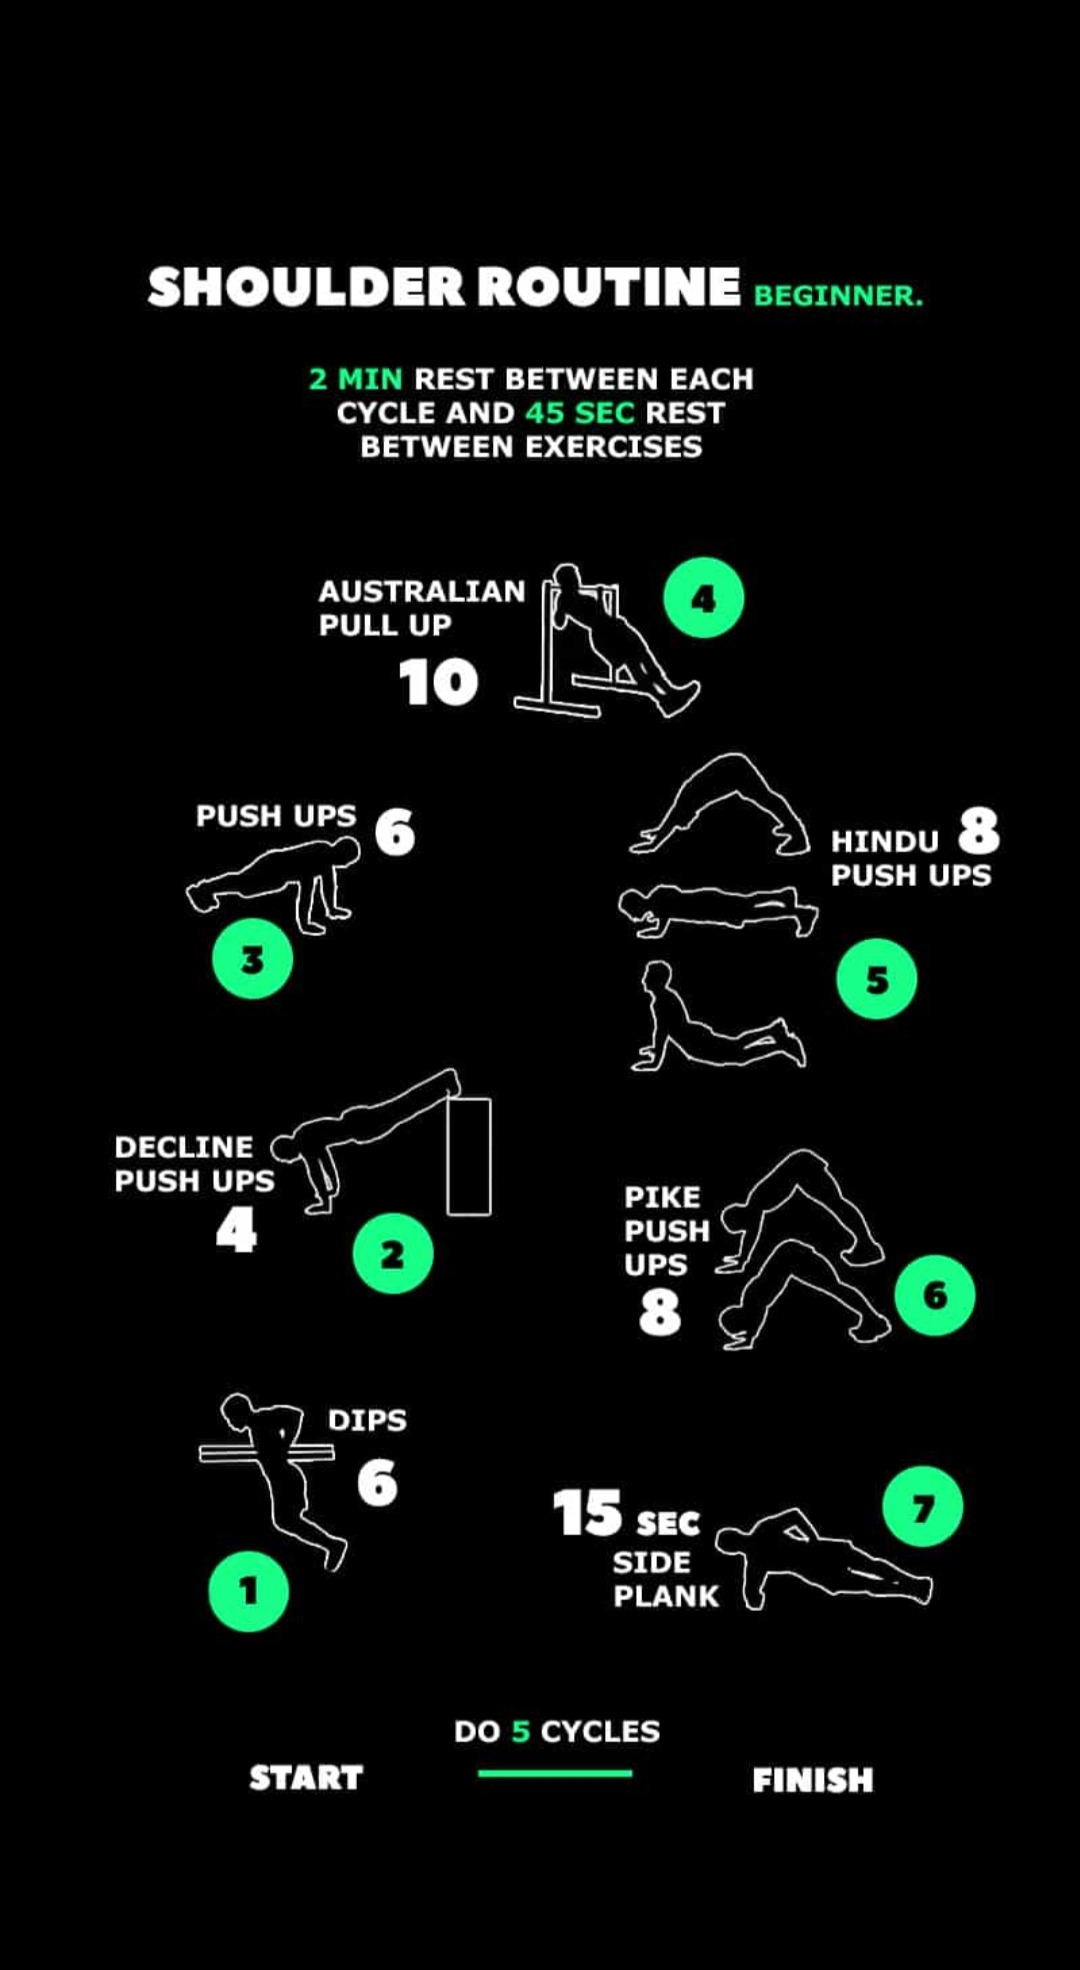 SHOULDER ROUTINE BEGINNER.
2 MIN REST BETWEEN EACH
CYCLE AND 45 SEC REST
BETWEEN EXERCISES
AUSTRALIAN
PULL UP
10
4
PUSH UPS 6
3
HINDU 8
PUSH UPS
5
DECLINE
PUSH UPS
4
2
PIKE
PUSH
UPS
8
6
DIPS
6
1
15 SEC
SIDE
PLANK
7
DO 5 CYCLES
START
FINISH